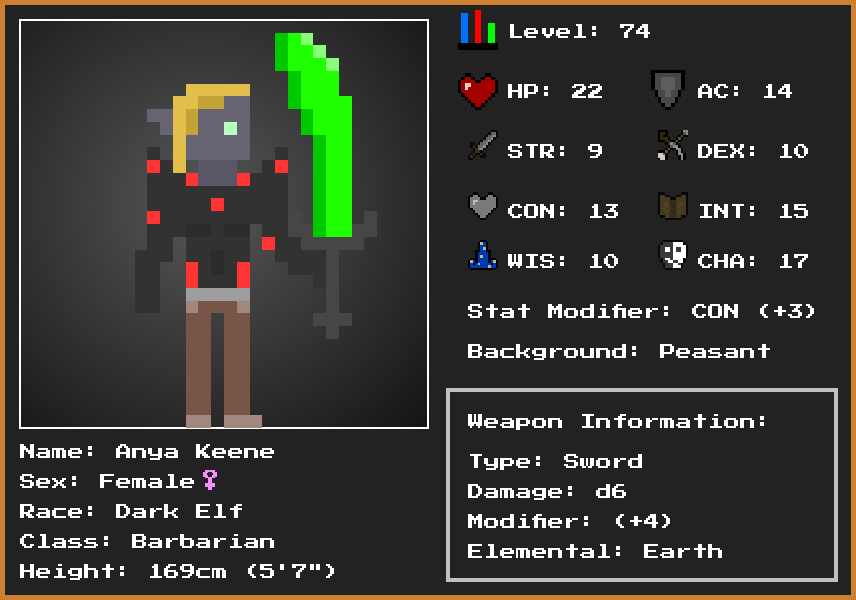 Level: 74
HP: 22
AC: 14
STR: 9
DEX: 10
CON: 13
INT: 15
WIS: 10
CHA: 17
Stat Modifier: CON (+3)
Background: Peasant
Name: Anya Keene
Sex: Female♀
Race: Dark Elf
Class: Barbarian
Height: 169cm (5'7")
Weapon Information:
Type: Sword
Damage: d6
Modifier: (+4)
Elemental: Earth